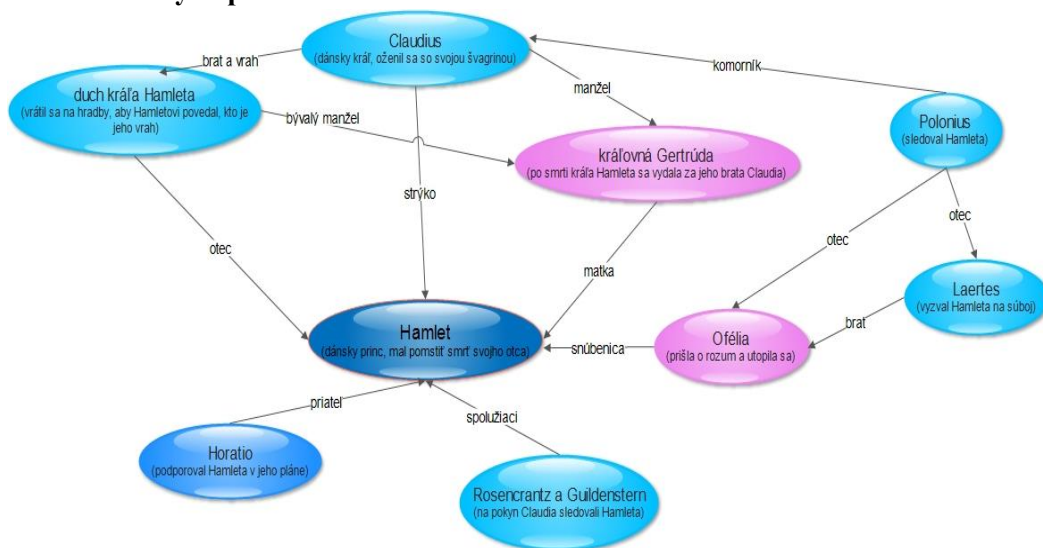 Claudius
(dánsky kráľ, oženil sa so svojou švagrinou)
brat a vrah
komorník
manžel
duch kráľa Hamleta
(vrátil sa na hradby, aby Hamletovi povedal, kto je
jeho vrah)
bývalý manžel
Polonius
(sledoval Hamleta)
kráľovná Gertrúda
(po smrti kráľa Hamleta sa vydala za jeho brata Claudia)
strýko
otec
otec
otec
matka
Laertes
(vyzval Hamleta na súboj)
brat
Hamlet
(dánsky princ, mal pomstiť smrť svojho otca)
snúbenica
Ofélia
(prišla o rozum a utopila sa)
priatel
spolužiaci
Horatio
(podporoval Hamleta v jeho pláne)
Rosencrantz a Guildenstern
(na pokyn Claudia sledovali Hamleta)